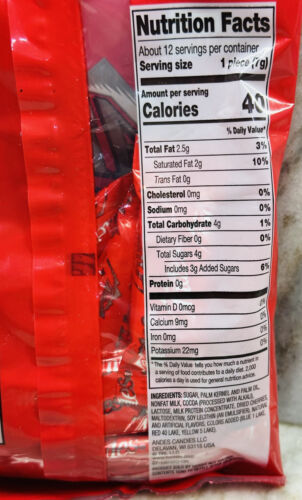 Nutrition Facts
About 12 servings per container
Serving size 1 piece (7g)
Amount per serving
Calories 40
% Daily Value*
Total Fat 2.5g 3%
Saturated Fat 2g 10%
Trans Fat 0g
Cholesterol 0mg 0%
Sodium 0mg 0%
Total Carbohydrate 4g 1%
Dietary Fiber 0g 0%
Total Sugars 4g
Includes 3g Added Sugars 6%
Protein 0g
Vitamin D 0mcg 0%
Calcium 9mg 0%
Iron 0mg 0%
Potassium 22mg 0%
*The % Daily Value tells you how much a nutrient in
a serving of food contributes to a daily diet. 2,000
calories a day is used for general nutrition advice.
INGREDIENTS: SUGAR, PALM KERNEL AND PALM OIL,
NONFAT MILK, COCOA (PROCESSED WITH ALKALI),
LACTOSE, MILK PROTEIN CONCENTRATE, DRIED CHERRIES,
MALTODEXTRIN, SOY LECITHIN (AN EMULSIFIER), NATURAL
AND ARTIFICIAL FLAVORS, COLORS ADDED (BLUE 1 LAKE,
RED 40 LAKE, YELLOW 5 LAKE).
ANDES CANDIES LLC
DELAVAN, WI 53115 USA